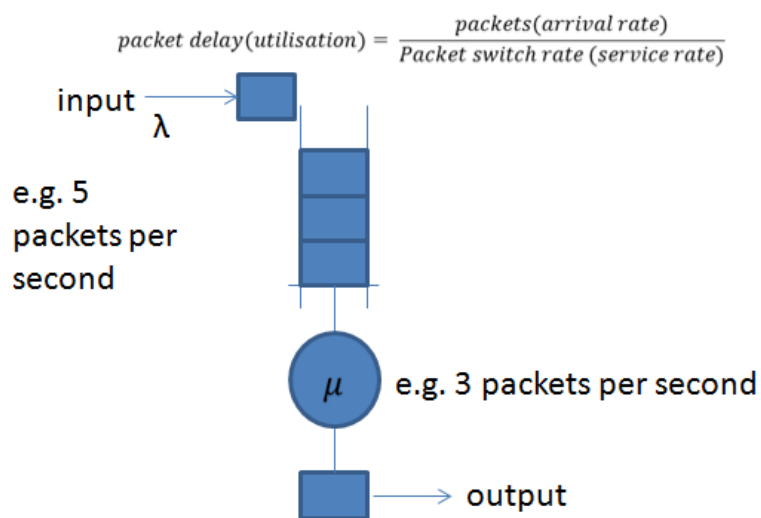 packet delay(utilisation) = packets(arrival rate) / Packet switch rate (service rate)
input
λ
e.g. 5
packets per
second
μ
e.g. 3 packets per second
output